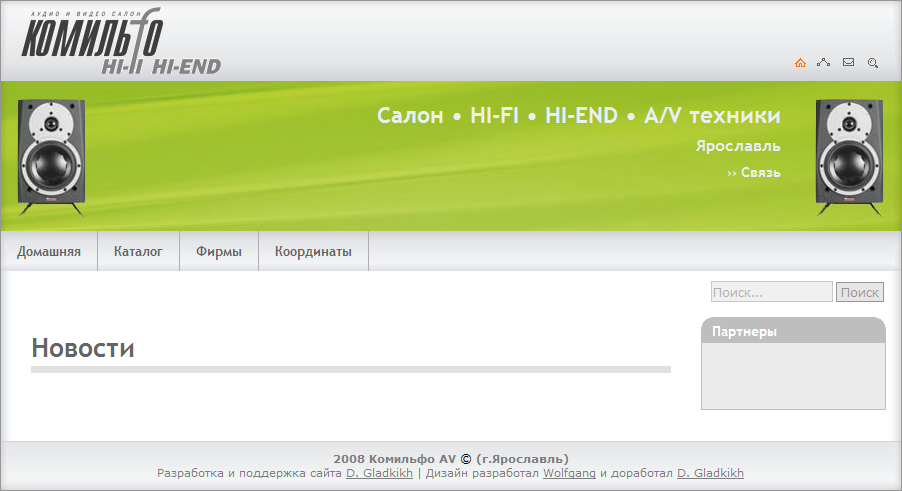 АУДИО И ВИДЕО САЛОН
КОМИЛЬfО
HI-FI HI-END
Салон • HI-FI • HI-END • A/V техники
Ярославль
›› Связь
Домашняя
Каталог
Фирмы
Координаты
Поиск...
Поиск
Партнеры
Новости
2008 Комильфо AV © (г.Ярославль)
Разработка и поддержка сайта D. Gladkikh | Дизайн разработал Wolfgang и доработал D. Gladkikh